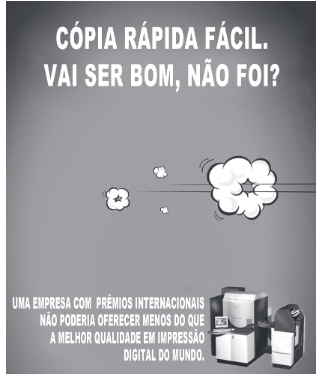 CÓPIA RÁPIDA FÁCIL.
VAI SER BOM, NÃO FOI?
UMA EMPRESA COM PRÊMIOS INTERNACIONAIS
NÃO PODERIA OFERECER MENOS DO QUE
A MELHOR QUALIDADE EM IMPRESSÃO
DIGITAL DO MUNDO.